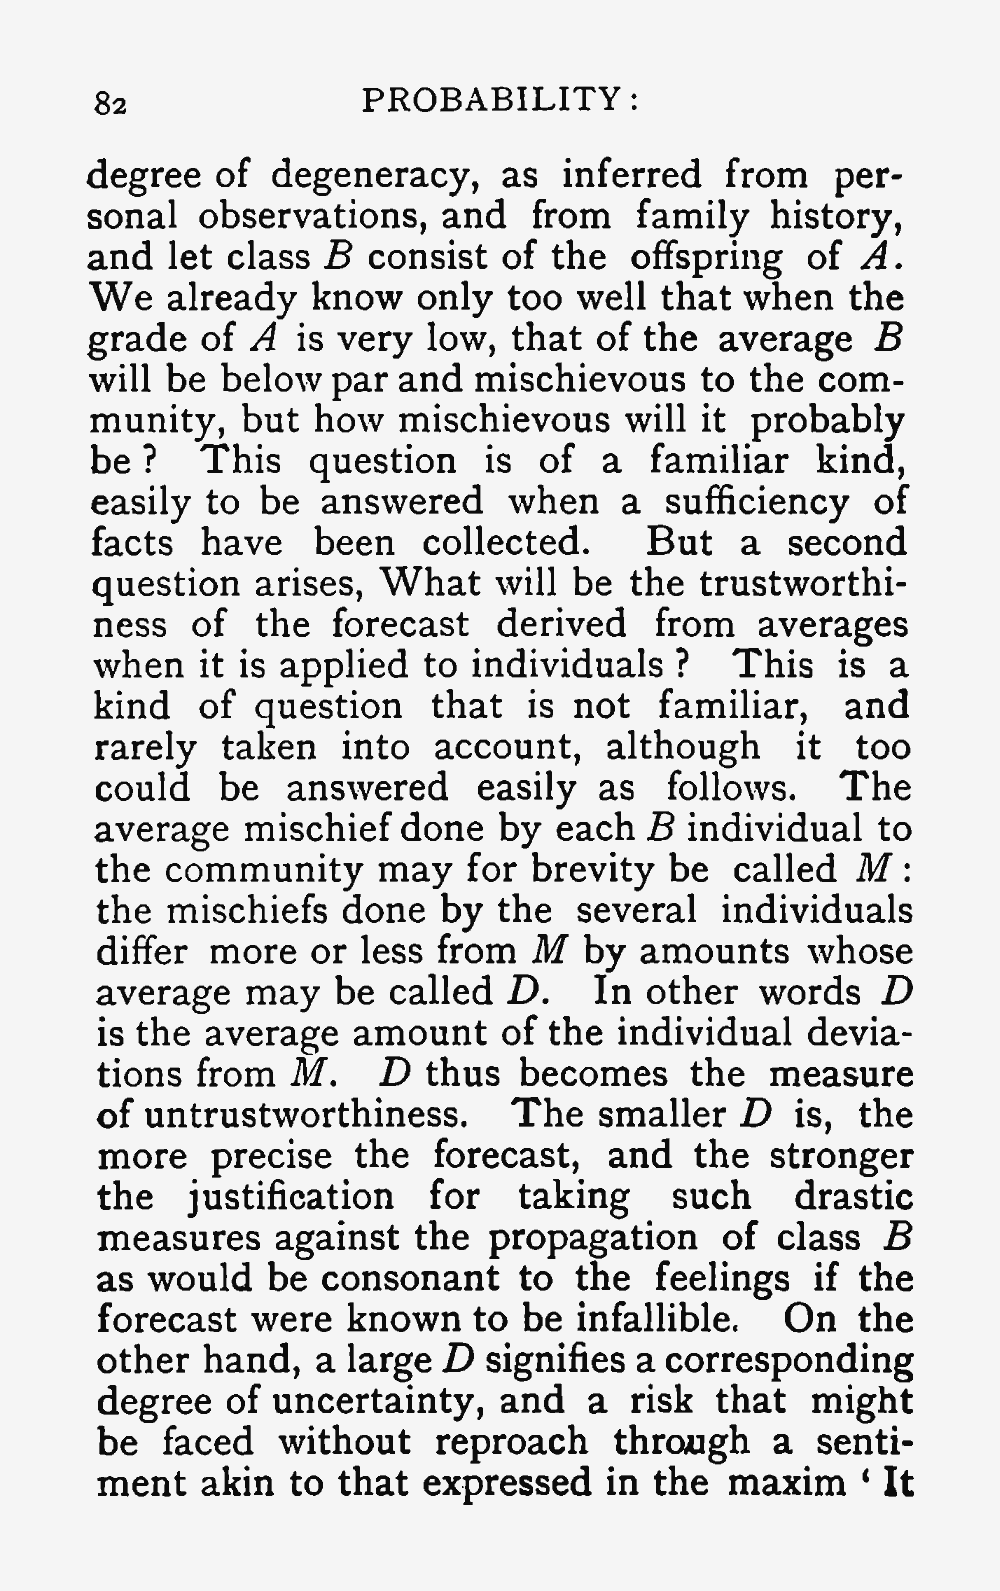 82 PROBABILITY:
degree of degeneracy, as inferred from per-
sonal observations, and from family history,
and let class B consist of the offspring of A.
We already know only too well that when the
grade of A is very low, that of the average B
will be below par and mischievous to the com-
munity, but how mischievous will it probably
be? This question is of a familiar kind,
easily to be answered when a sufficiency of
facts have been collected. But a second
question arises, What will be the trustworthi-
ness of the forecast derived from averages
when it is applied to individuals? This is a
kind of question that is not familiar, and
rarely taken into account, although it too
could be answered easily as follows. The
average mischief done by each B individual to
the community may for brevity be called M:
the mischiefs done by the several individuals
differ more or less from M by amounts whose
average may be called D. In other words D
is the average amount of the individual devia-
tions from M. D thus becomes the measure
of untrustworthiness. The smaller D is, the
more precise the forecast, and the stronger
the justification for taking such drastic
measures against the propagation of class B
as would be consonant to the feelings if the
forecast were known to be infallible. On the
other hand, a large D signifies a corresponding
degree of uncertainty, and a risk that might
be faced without reproach through a senti-
ment akin to that expressed in the maxim ‘It